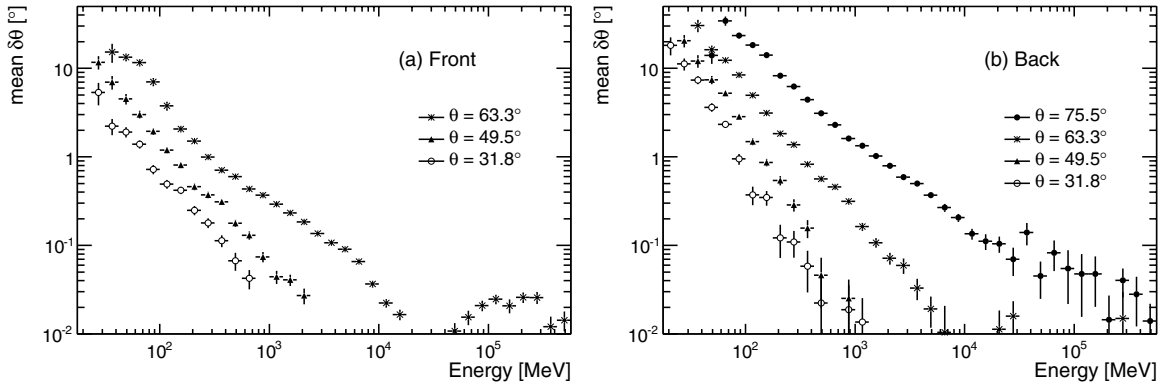 mean δθ [°]
10
1
10⁻¹
10⁻²
(a) Front
θ = 63.3°
θ = 49.5°
θ = 31.8°
10² 10³ 10⁴ 10⁵
Energy [MeV]
mean δθ [°]
10
1
10⁻¹
10⁻²
(b) Back
θ = 75.5°
θ = 63.3°
θ = 49.5°
θ = 31.8°
10² 10³ 10⁴ 10⁵
Energy [MeV]